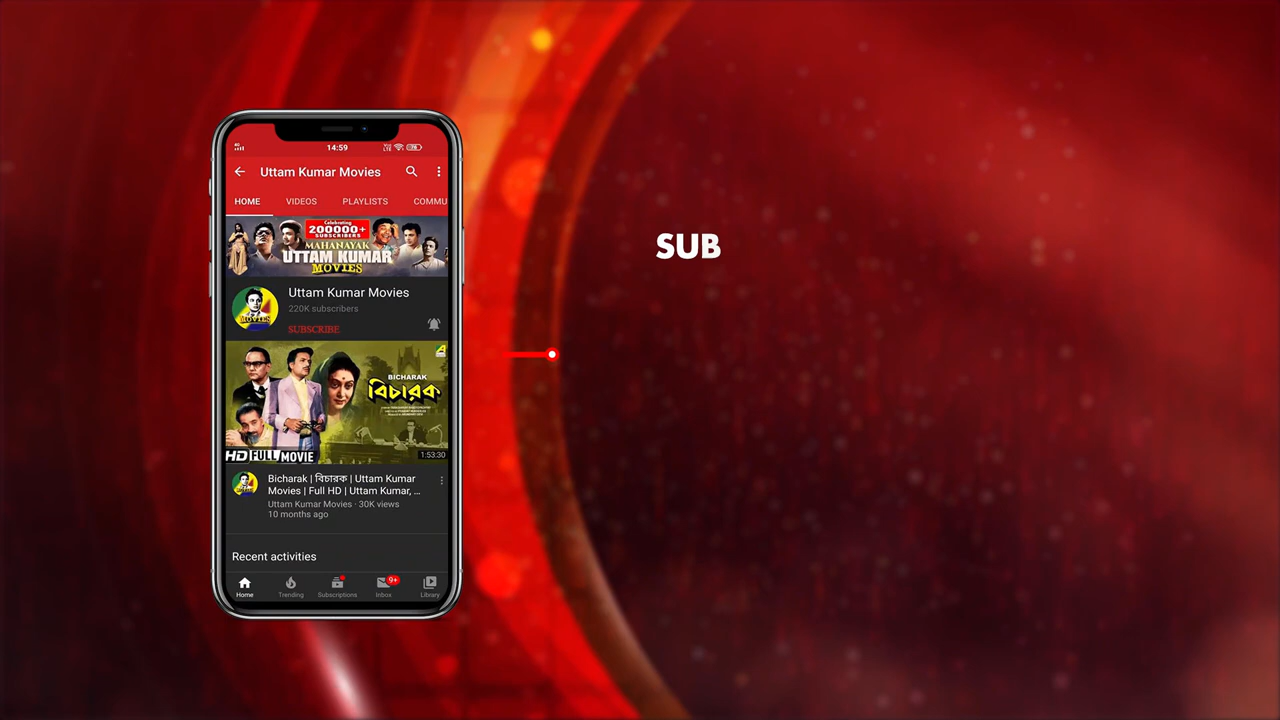 14:59
Uttam Kumar Movies
HOME VIDEOS PLAYLISTS COMMU
Celebrating
200000+
SUBSCRIBERS
MAHANAYAK
UTTAM KUMAR
MOVIES
Uttam Kumar Movies
220K subscribers
MOVIES
SUBSCRIBE
BICHARAK
বিচারক
HD FULL MOVIE
1:53:30
Bicharak | বিচারক | Uttam Kumar
Movies | Full HD | Uttam Kumar, ...
Uttam Kumar Movies · 30K views
10 months ago
Recent activities
9+
Home Trending Subscriptions Inbox Library
SUB